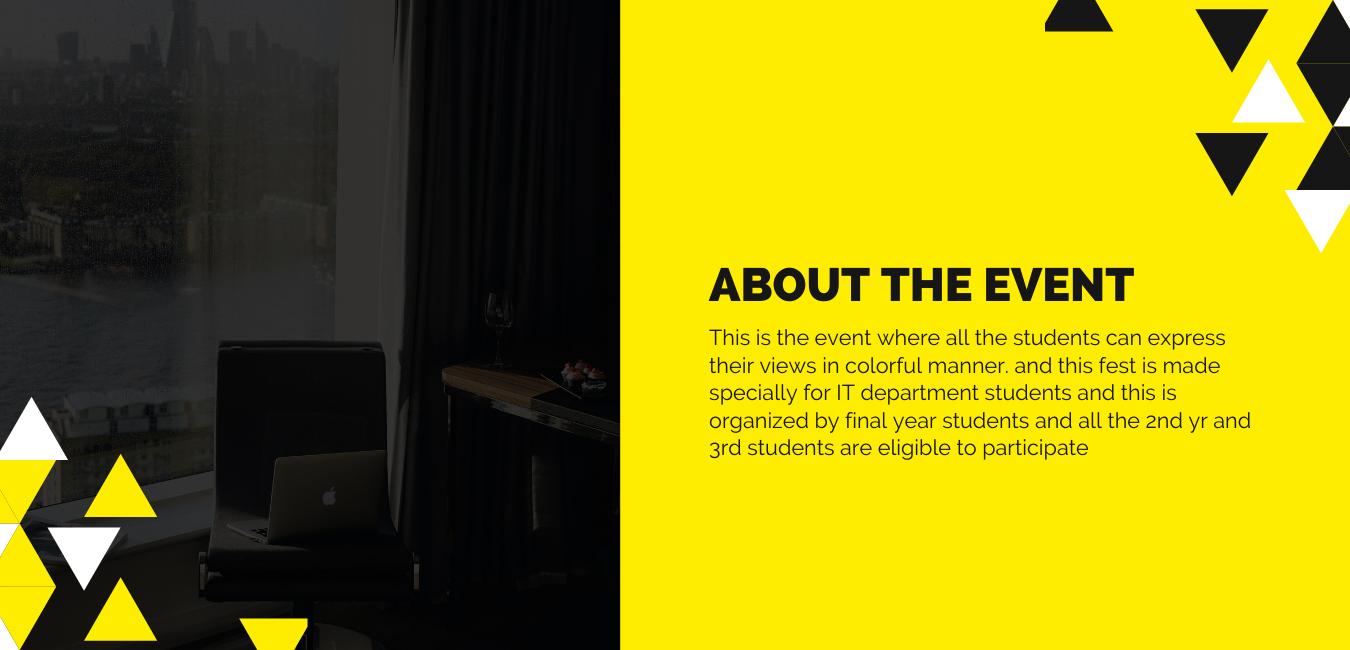 ABOUT THE EVENT
This is the event where all the students can express
their views in colorful manner. and this fest is made
specially for IT department students and this is
organized by final year students and all the 2nd yr and
3rd students are eligible to participate